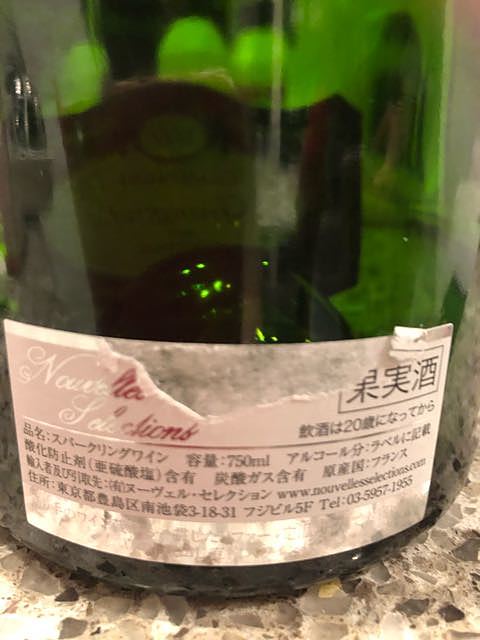 Nouvelles
Selections
果実酒
飲酒は20歳になってから
品名:スパークリングワイン 容量:750ml アルコール分:ラベルに記載
酸化防止剤(亜硫酸塩)含有 炭酸ガス含有 原産国:フランス
輸入者及び引取先:(有)ヌーヴェル・セレクション www.nouvellesselections.com
住所:東京都豊島区南池袋3-18-31 フジビル5F Tel:03-5957-1955